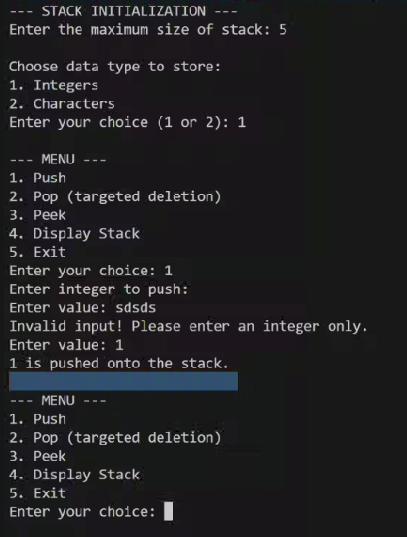 --- STACK INITIALIZATION ---
Enter the maximum size of stack: 5
Choose data type to store:
1. Integers
2. Characters
Enter your choice (1 or 2): 1
--- MENU ---
1. Push
2. Pop (targeted deletion)
3. Peek
4. Display Stack
5. Exit
Enter your choice: 1
Enter integer to push:
Enter value: sdsds
Invalid input! Please enter an integer only.
Enter value: 1
1 is pushed onto the stack.
--- MENU ---
1. Push
2. Pop (targeted deletion)
3. Peek
4. Display Stack
5. Exit
Enter your choice: